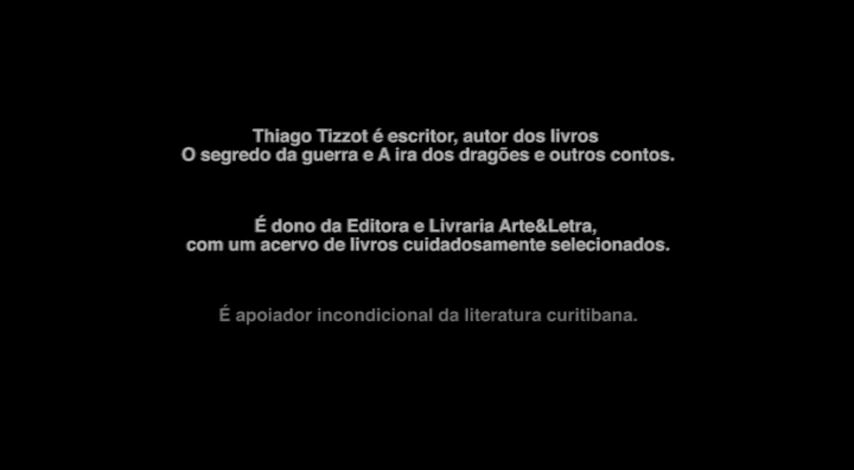 Thiago Tizzot é escritor, autor dos livros
O segredo da guerra e A ira dos dragões e outros contos.
É dono da Editora e Livraria Arte&Letra,
com um acervo de livros cuidadosamente selecionados.
É apoiador incondicional da literatura curitibana.